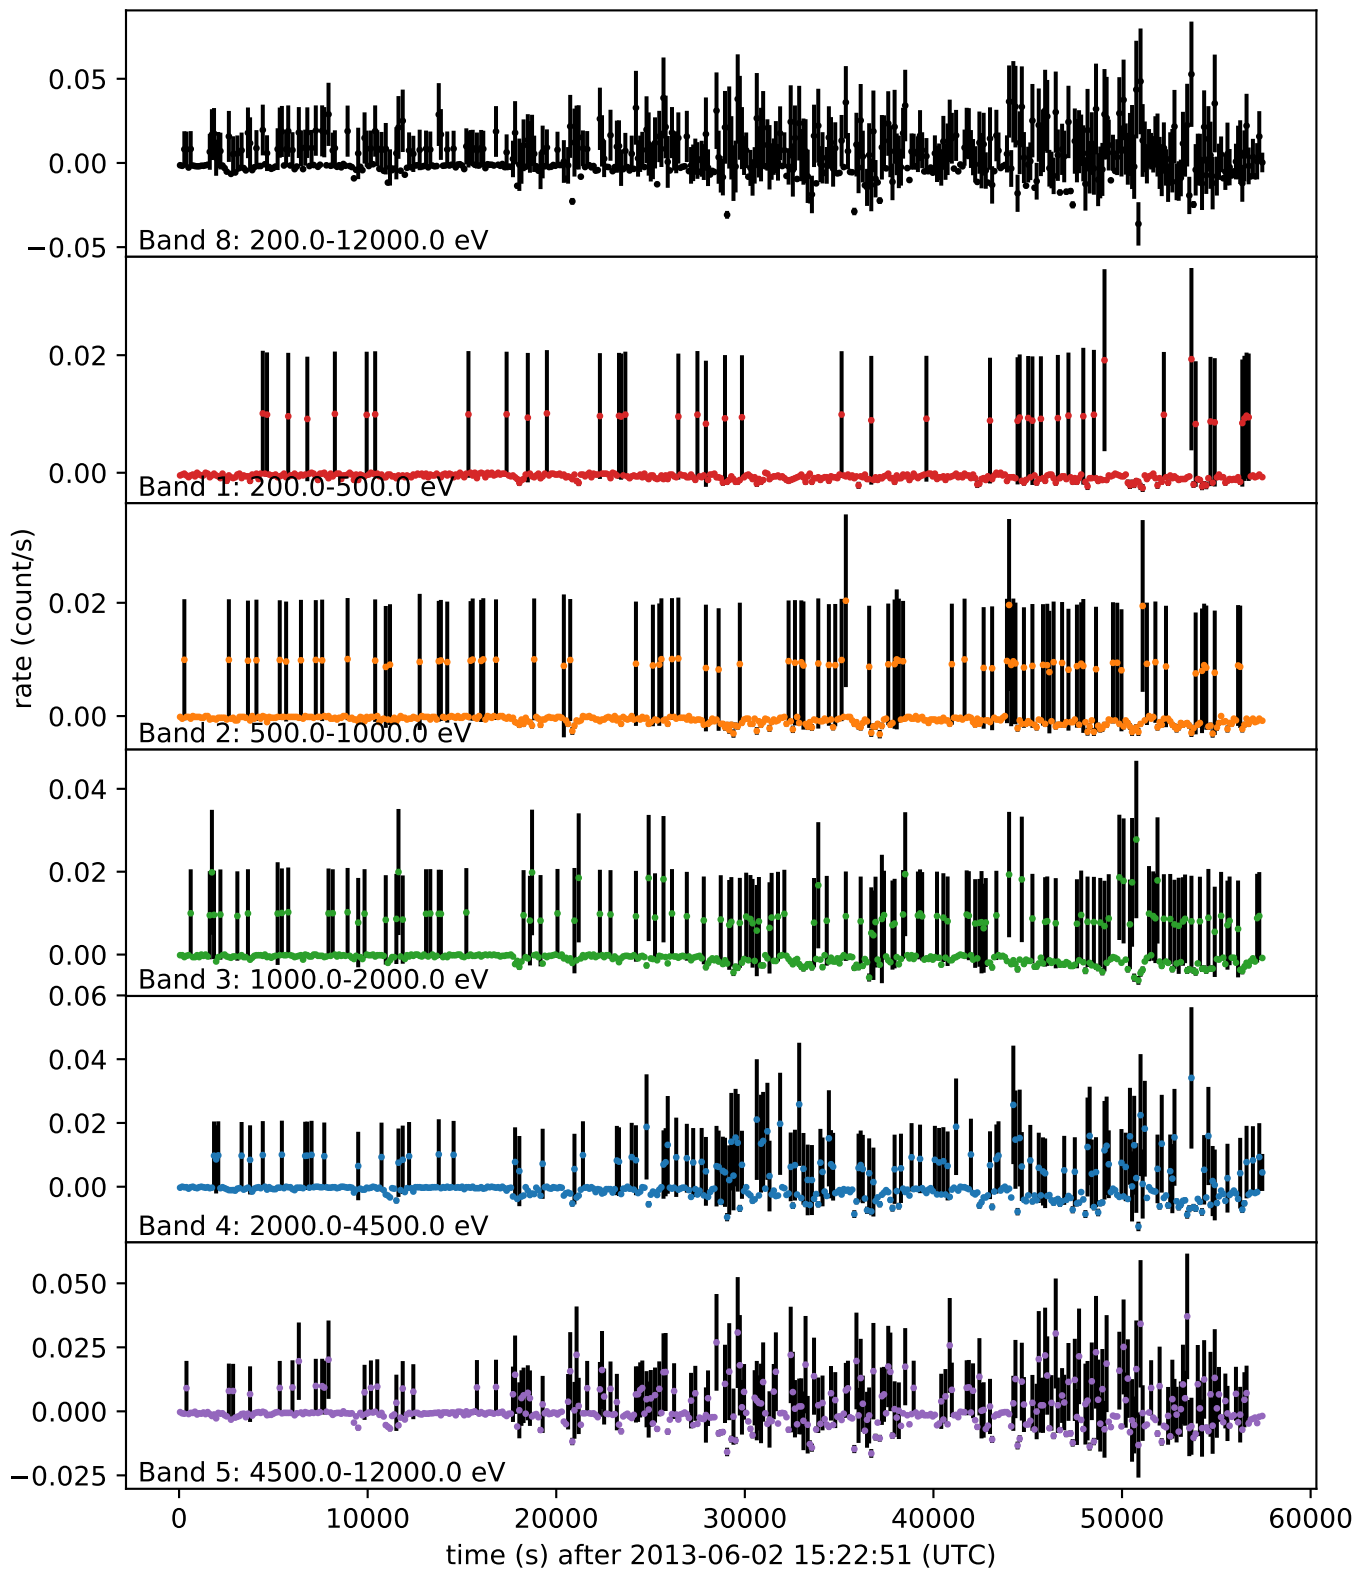 0.05
0.00
−0.05
Band 8: 200.0-12000.0 eV
0.02
0.00
Band 1: 200.0-500.0 eV
rate (count/s)
0.02
0.00
Band 2: 500.0-1000.0 eV
0.04
0.02
0.00
Band 3: 1000.0-2000.0 eV
0.06
0.04
0.02
0.00
Band 4: 2000.0-4500.0 eV
0.050
0.025
0.000
−0.025
Band 5: 4500.0-12000.0 eV
0 10000 20000 30000 40000 50000 60000
time (s) after 2013-06-02 15:22:51 (UTC)